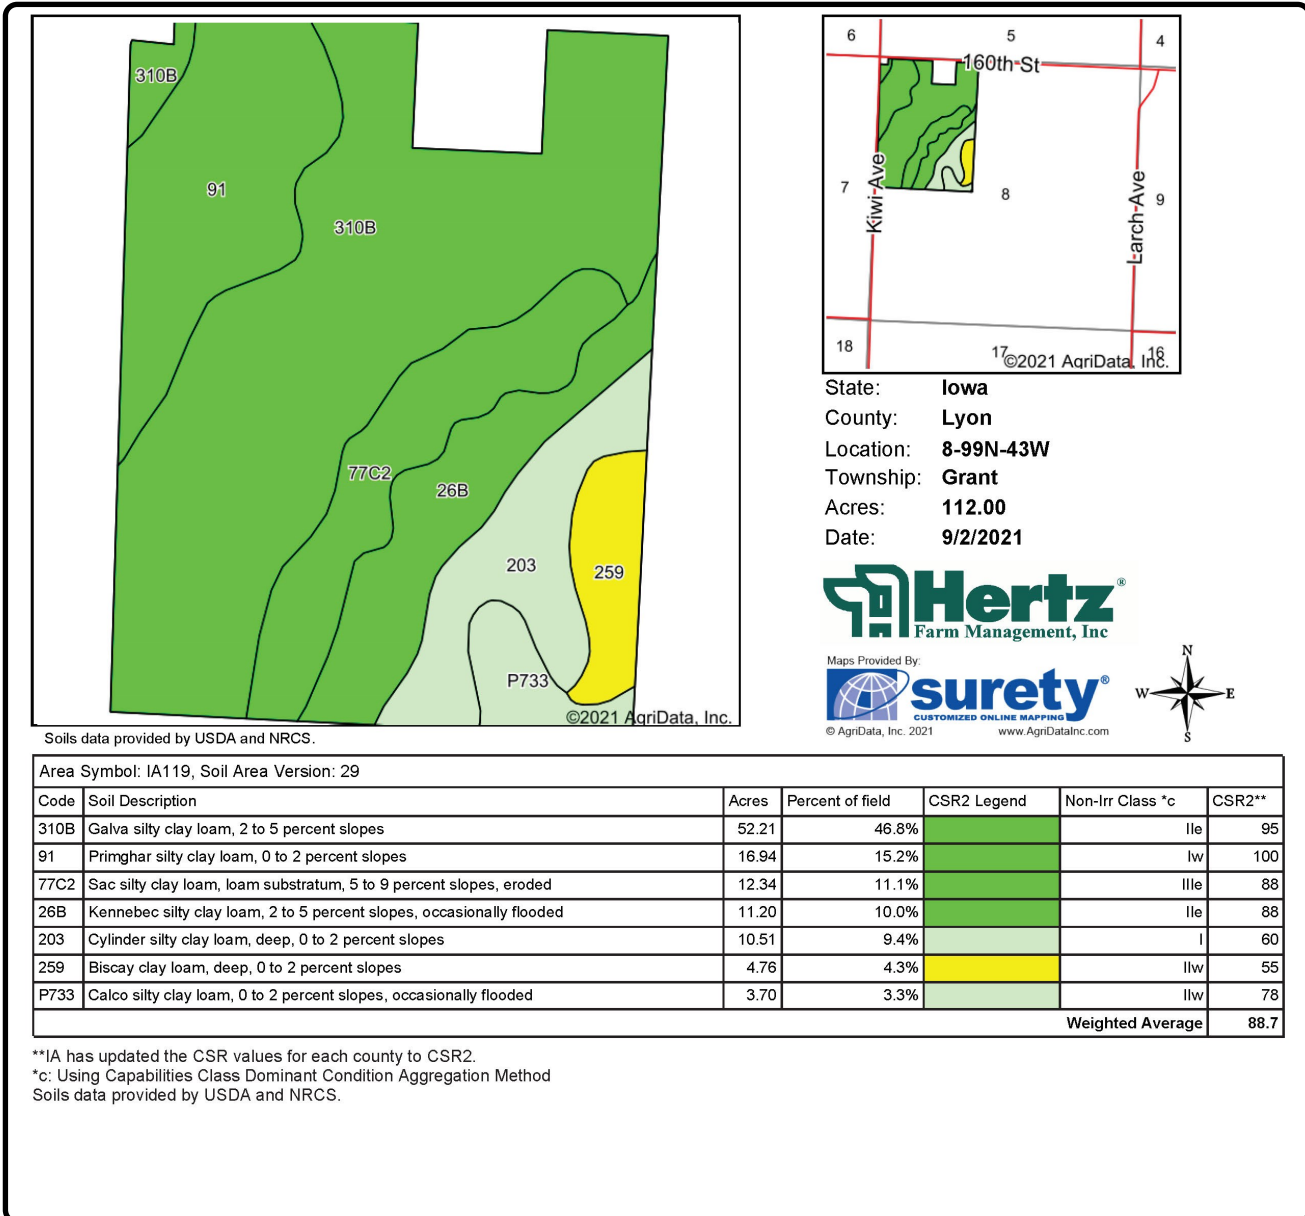 310B
91
310B
77C2
26B
203
259
P733
©2021 AgriData, Inc.
Soils data provided by USDA and NRCS.
6
5
4
160th St
7
Kiwi Ave
8
Larch Ave
9
18
17
16
©2021 AgriData, Inc.
State: Iowa
County: Lyon
Location: 8-99N-43W
Township: Grant
Acres: 112.00
Date: 9/2/2021
Hertz®
Farm Management, Inc
Maps Provided By:
surety®
CUSTOMIZED ONLINE MAPPING
© AgriData, Inc. 2021 www.AgriDataInc.com
N
W E
S
Area Symbol: IA119, Soil Area Version: 29
Code Soil Description Acres Percent of field CSR2 Legend Non-Irr Class *c CSR2**
310B Galva silty clay loam, 2 to 5 percent slopes 52.21 46.8% IIe 95
91 Primghar silty clay loam, 0 to 2 percent slopes 16.94 15.2% Iw 100
77C2 Sac silty clay loam, loam substratum, 5 to 9 percent slopes, eroded 12.34 11.1% IIIe 88
26B Kennebec silty clay loam, 2 to 5 percent slopes, occasionally flooded 11.20 10.0% IIe 88
203 Cylinder silty clay loam, deep, 0 to 2 percent slopes 10.51 9.4% I 60
259 Biscay clay loam, deep, 0 to 2 percent slopes 4.76 4.3% IIw 55
P733 Calco silty clay loam, 0 to 2 percent slopes, occasionally flooded 3.70 3.3% IIw 78
Weighted Average 88.7
**IA has updated the CSR values for each county to CSR2.
*c: Using Capabilities Class Dominant Condition Aggregation Method
Soils data provided by USDA and NRCS.